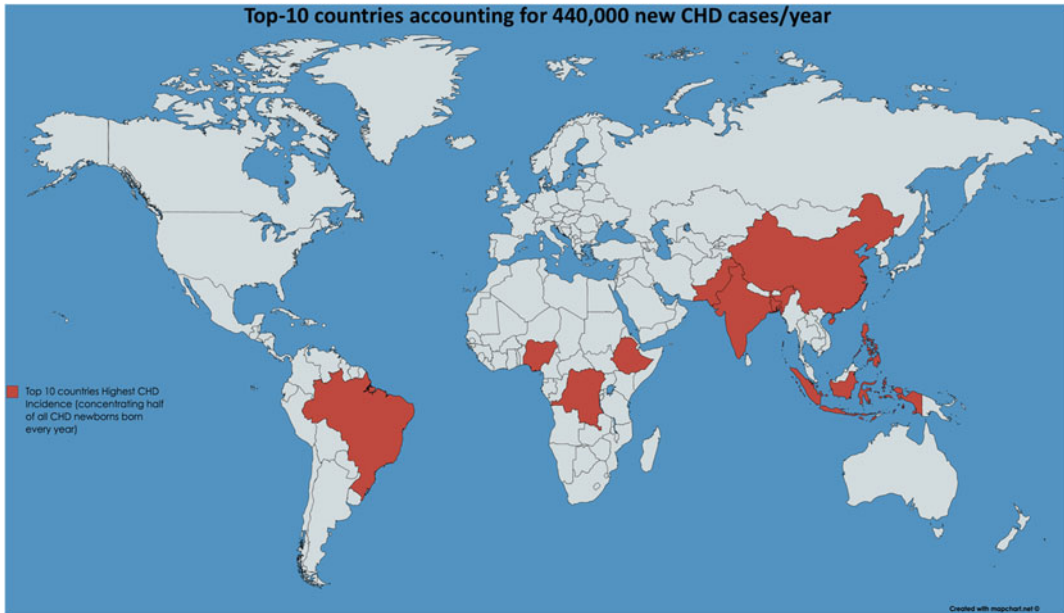 Top-10 countries accounting for 440,000 new CHD cases/year
Top 10 countries Highest CHD
Incidence (concentrating half
of all CHD newborns born
every year)
Created with mapchart.net ©